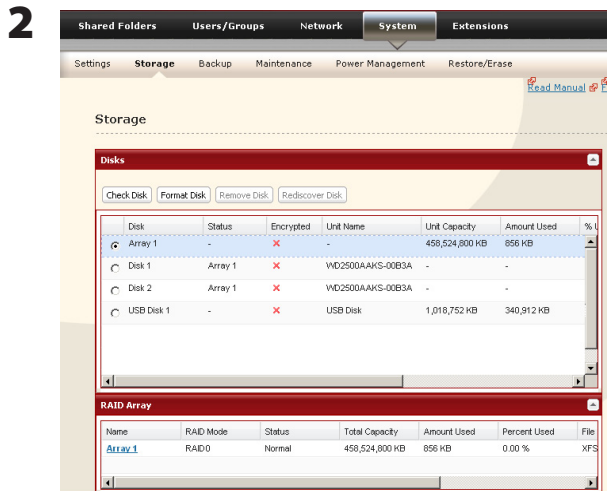 2
Shared Folders Users/Groups Network System Extensions
Settings Storage Backup Maintenance Power Management Restore/Erase
Read Manual F
Storage
Disks
Check Disk Format Disk Remove Disk Rediscover Disk
Disk Status Encrypted Unit Name Unit Capacity Amount Used % U
Array 1 - - 458,524,800 KB 856 KB
Disk 1 Array 1 WD2500AAKS-00B3A - -
Disk 2 Array 1 WD2500AAKS-00B3A - -
USB Disk 1 - USB Disk 1,018,752 KB 340,912 KB
RAID Array
Name RAID Mode Status Total Capacity Amount Used Percent Used File
Array 1 RAID0 Normal 458,524,800 KB 856 KB 0.00 % XFS